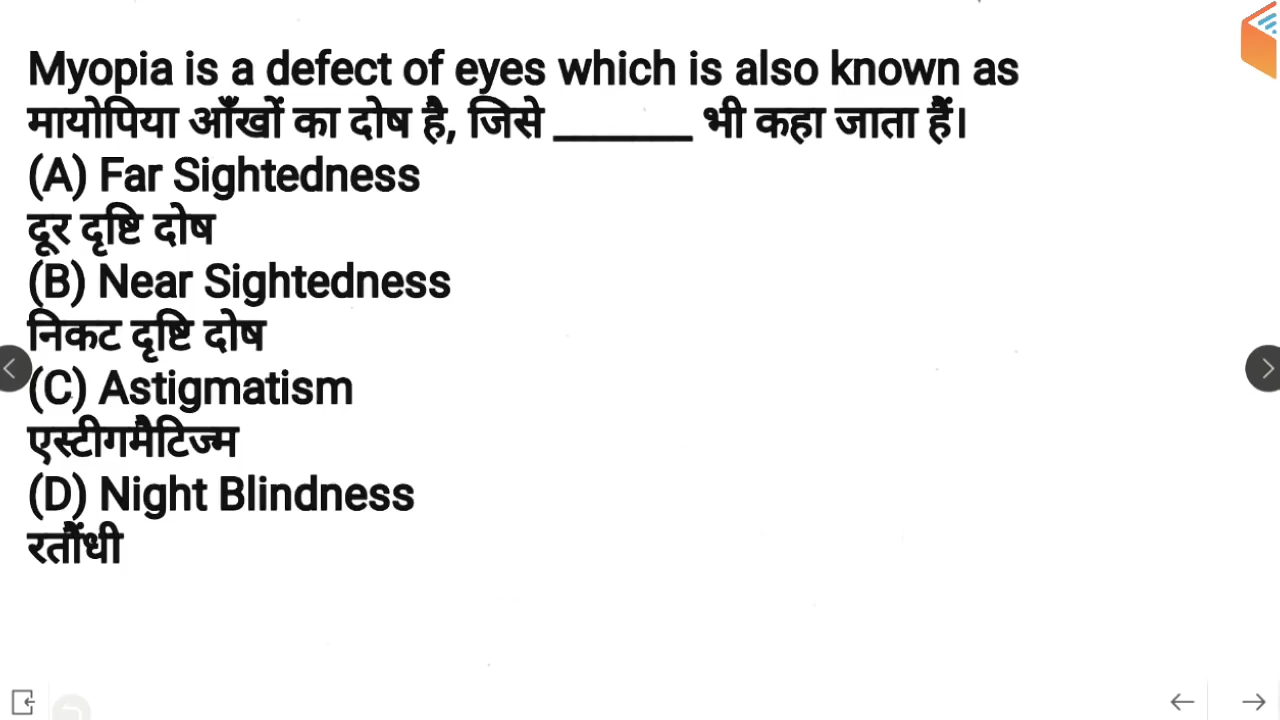 Myopia is a defect of eyes which is also known as
मायोपिया आँखों का दोष है, जिसे _______ भी कहा जाता हैं।
(A) Far Sightedness
दूर दृष्टि दोष
(B) Near Sightedness
निकट दृष्टि दोष
(C) Astigmatism
एस्टीगमैटिज्म
(D) Night Blindness
रतौंधी